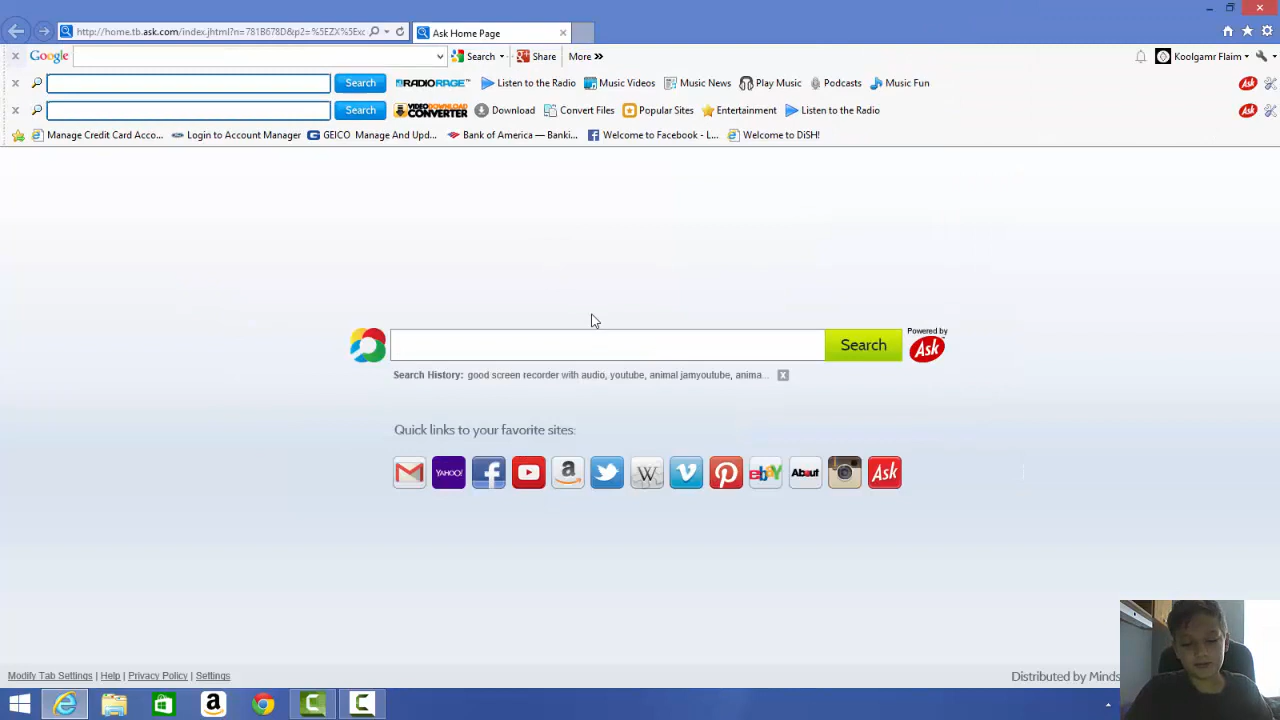 http://home.tb.ask.com/index.jhtml?n=781B678D&p2=%5EZX%5Exc
Ask Home Page
Google Search Share More »
Koolgamr Flaim
Search RADIORAGE™ Listen to the Radio Music Videos Music News Play Music Podcasts Music Fun Ask
Search VIDEO DOWNLOAD CONVERTER Download Convert Files Popular Sites Entertainment Listen to the Radio Ask
Manage Credit Card Acco... Login to Account Manager GEICO Manage And Upd... Bank of America — Banki... Welcome to Facebook - L... Welcome to DiSH!
Search
Powered by
Ask
Search History: good screen recorder with audio, youtube, animal jamyoutube, anima... X
Quick links to your favorite sites:
YAHOO! a W ebay About Ask
Modify Tab Settings | Help | Privacy Policy | Settings
Distributed by Minds